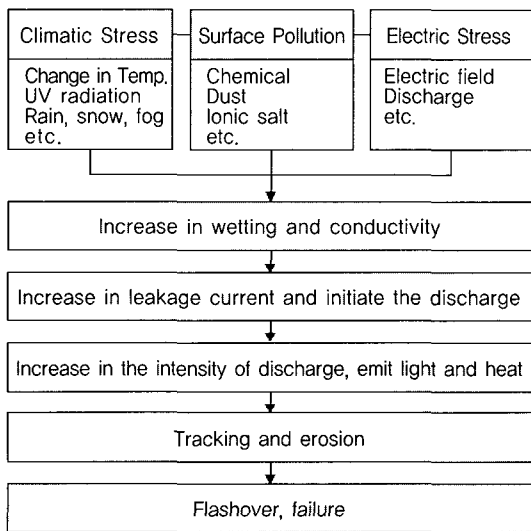 Climatic Stress
Change in Temp.
UV radiation
Rain, snow, fog
etc.
Surface Pollution
Chemical
Dust
Ionic salt
etc.
Electric Stress
Electric field
Discharge
etc.
Increase in wetting and conductivity
Increase in leakage current and initiate the discharge
Increase in the intensity of discharge, emit light and heat
Tracking and erosion
Flashover, failure